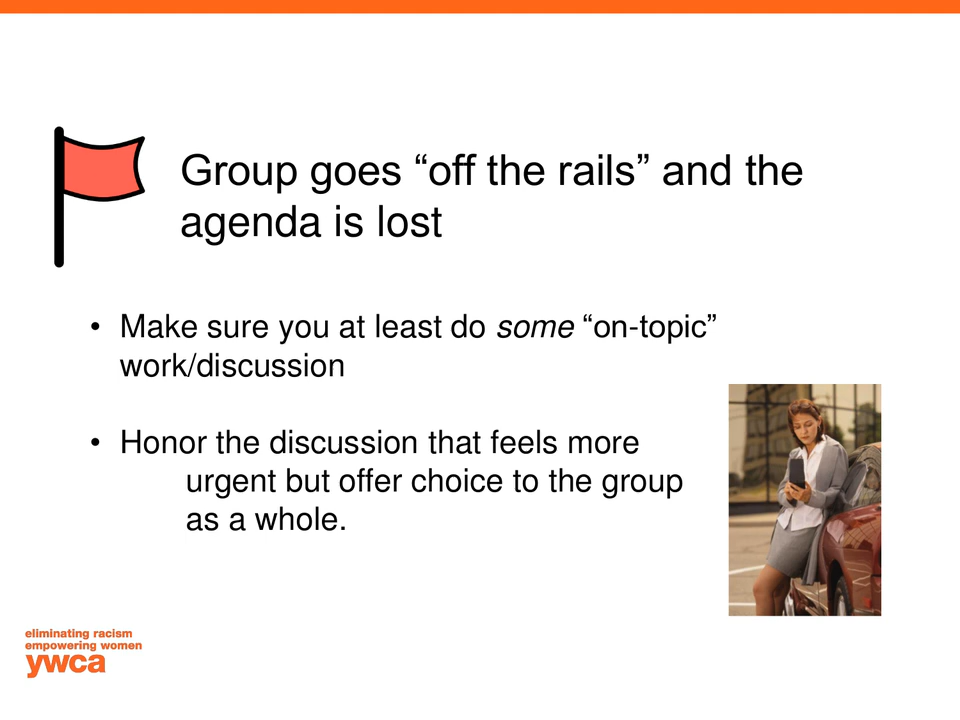 Group goes “off the rails” and the
agenda is lost
• Make sure you at least do some “on-topic”
work/discussion
• Honor the discussion that feels more
urgent but offer choice to the group
as a whole.
eliminating racism
empowering women
ywca